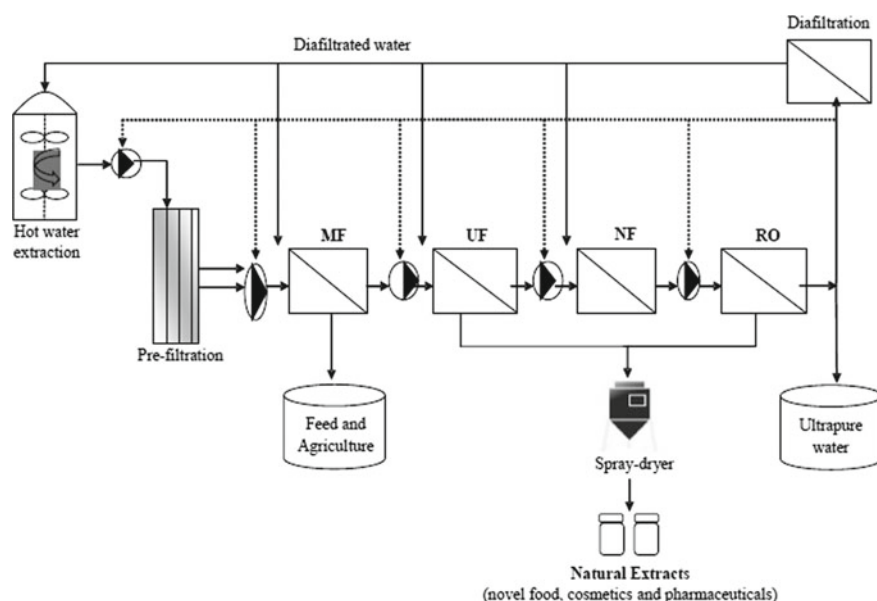 Diafiltration
Diafiltrated water
Hot water
extraction
MF
UF
NF
RO
Pre-filtration
Feed and
Agriculture
Spray-dryer
Ultrapure
water
Natural Extracts
(novel food, cosmetics and pharmaceuticals)